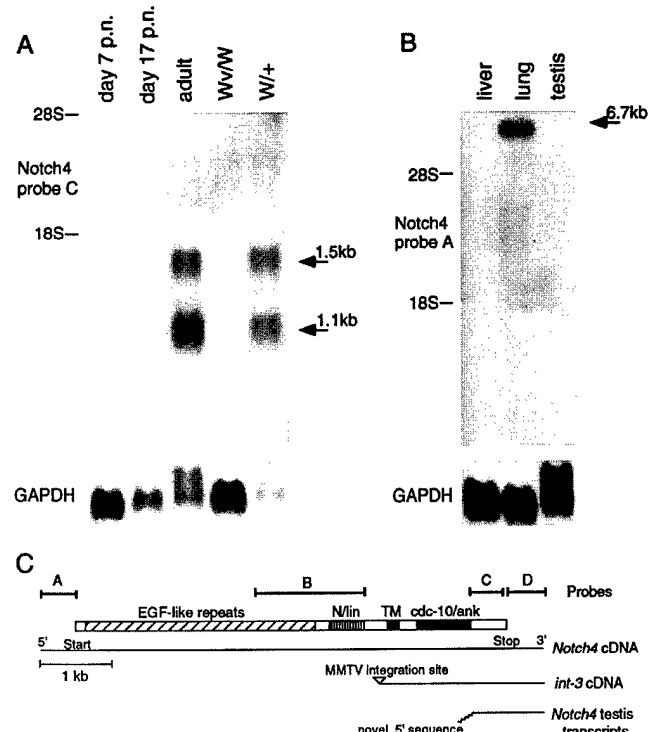 A
day 7 p.n.
day 17 p.n.
adult
Wv/W
W/+
28S
Notch4
probe C
18S
1.5kb
1.1kb
GAPDH
B
liver
lung
testis
6.7kb
28S
Notch4
probe A
18S
GAPDH
C
A B C D Probes
EGF-like repeats N/lin TM cdc-10/ank
5' Start Stop 3' Notch4 cDNA
1 kb
MMTV integration site
int-3 cDNA
Notch4 testis
novel 5' sequence transcripts